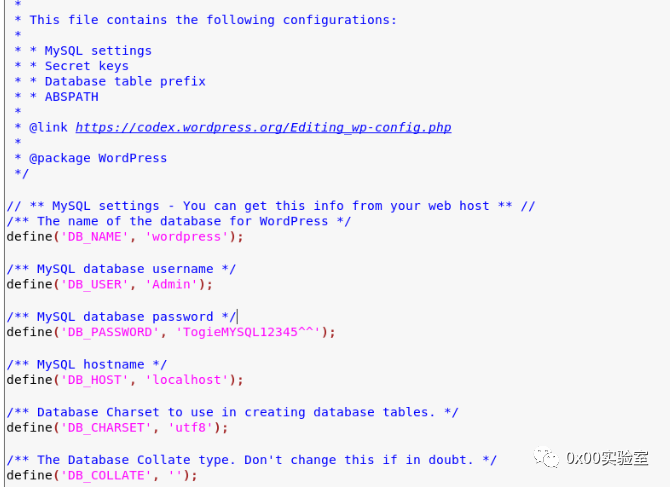 *
* This file contains the following configurations:
*
* * MySQL settings
* * Secret keys
* * Database table prefix
* * ABSPATH
*
* @link https://codex.wordpress.org/Editing_wp-config.php
*
* @package WordPress
*/
// ** MySQL settings - You can get this info from your web host ** //
/** The name of the database for WordPress */
define('DB_NAME', 'wordpress');
/** MySQL database username */
define('DB_USER', 'Admin');
/** MySQL database password */
define('DB_PASSWORD', 'TogieMYSQL12345^^');
/** MySQL hostname */
define('DB_HOST', 'localhost');
/** Database Charset to use in creating database tables. */
define('DB_CHARSET', 'utf8');
/** The Database Collate type. Don't change this if in doubt. */
define('DB_COLLATE', '');
0x00实验室